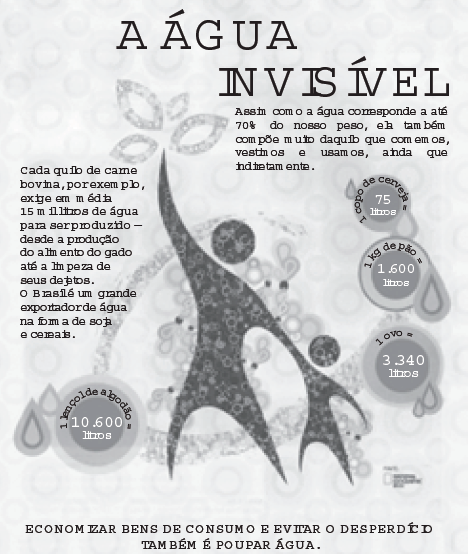 A ÁGUA
INVISÍVEL
Assim como a água corresponde a até
70% do nosso peso, ela também
compõe muito daquilo que comemos,
vestimos e usamos, ainda que
indiretamente.
Cada quilo de carne
bovina, por exemplo,
exige em média
15 mil litros de água
para ser produzido —
desde a produção
do alimento do gado
até a limpeza de
seus dejetos.
O Brasil é um grande
exportador de água
na forma de soja
e cereais.
1 copo de cerveja =
75
litros
1 kg de pão =
1.600
litros
1 ovo =
3.340
litros
1 lençol de algodão =
10.600
litros
ECONOMIZAR BENS DE CONSUMO E EVITAR O DESPERDÍCIO
TAMBÉM É POUPAR ÁGUA.